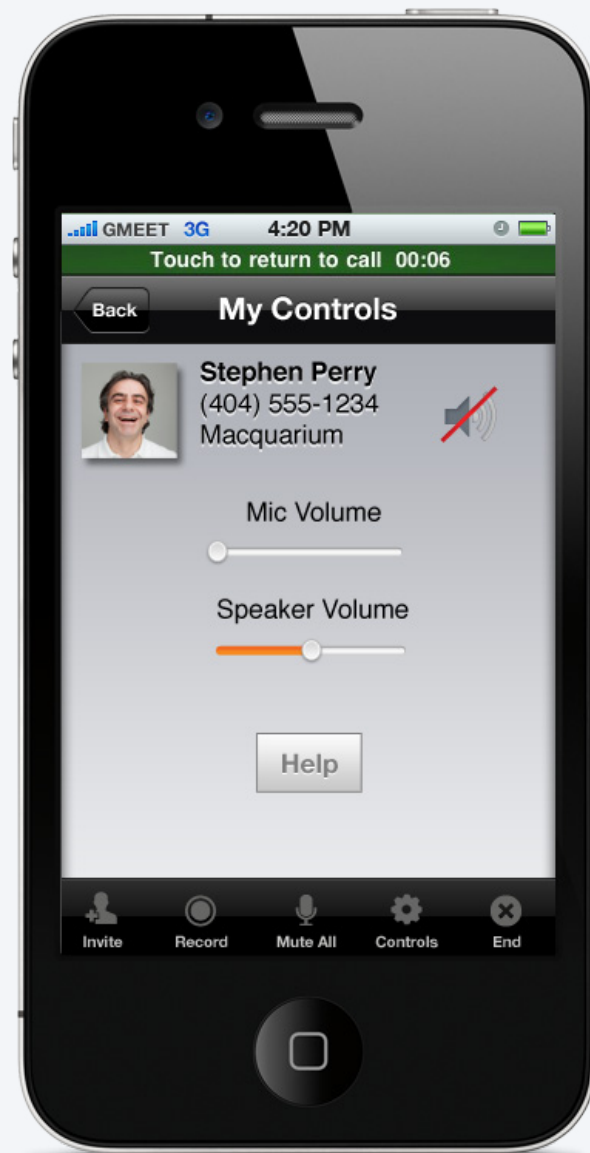 GMEET 3G 4:20 PM
Touch to return to call 00:06
Back My Controls
Stephen Perry
(404) 555-1234
Macquarium
Mic Volume
Speaker Volume
Help
Invite Record Mute All Controls End